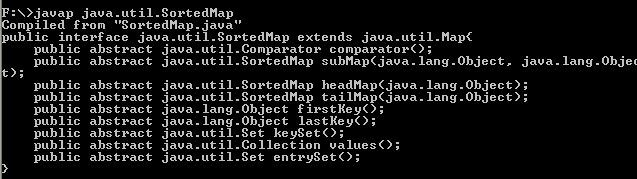 F:\>javap java.util.SortedMap
Compiled from "SortedMap.java"
public interface java.util.SortedMap extends java.util.Map{
    public abstract java.util.Comparator comparator();
    public abstract java.util.SortedMap subMap(java.lang.Object, java.lang.Objec
t);
    public abstract java.util.SortedMap headMap(java.lang.Object);
    public abstract java.util.SortedMap tailMap(java.lang.Object);
    public abstract java.lang.Object firstKey();
    public abstract java.lang.Object lastKey();
    public abstract java.util.Set keySet();
    public abstract java.util.Collection values();
    public abstract java.util.Set entrySet();
}